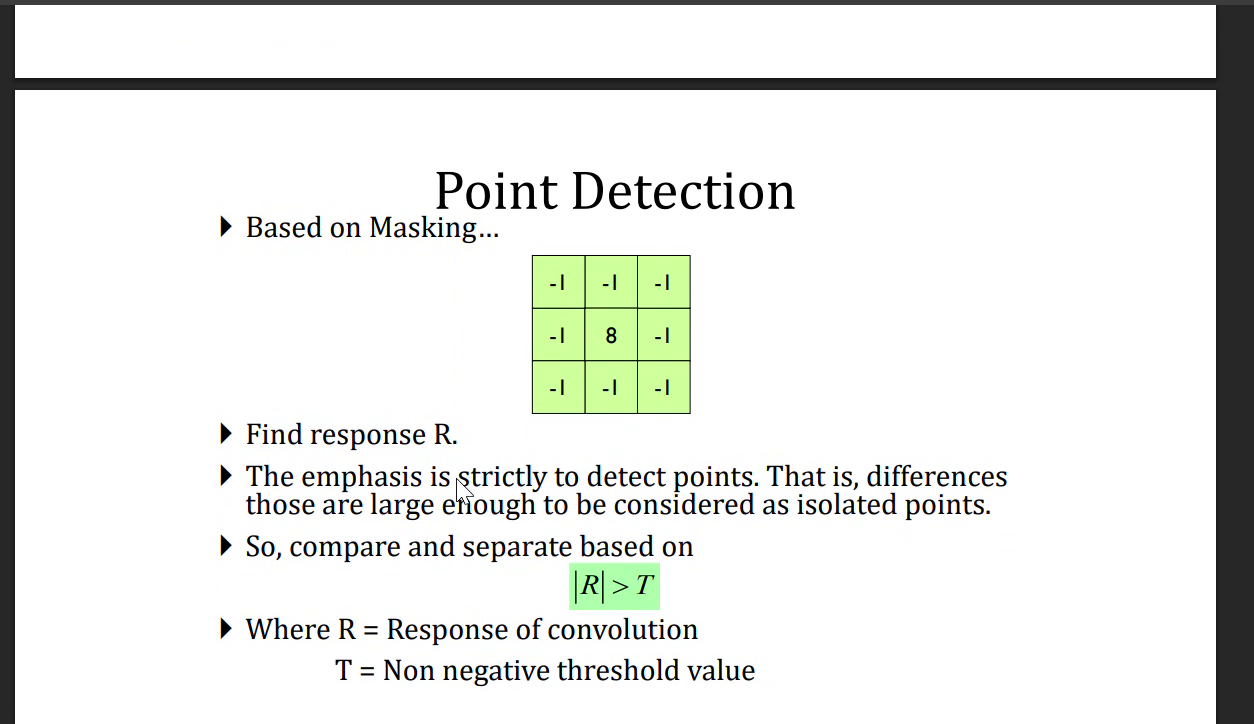 Point Detection
Based on Masking...
-1 -1 -1
-1 8 -1
-1 -1 -1
Find response R.
The emphasis is strictly to detect points. That is, differences
those are large enough to be considered as isolated points.
So, compare and separate based on
|R| > T
Where R = Response of convolution
T = Non negative threshold value